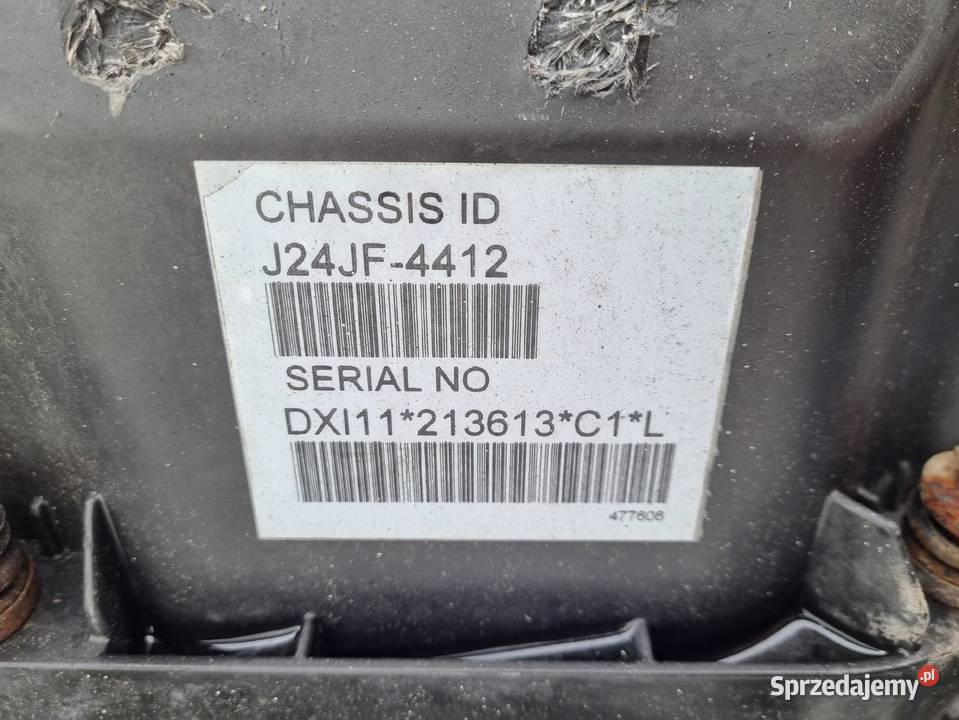 CHASSIS ID
J24JF-4412
SERIAL NO
DXI11*213613*C1*L
477606
Sprzedajemy.pl